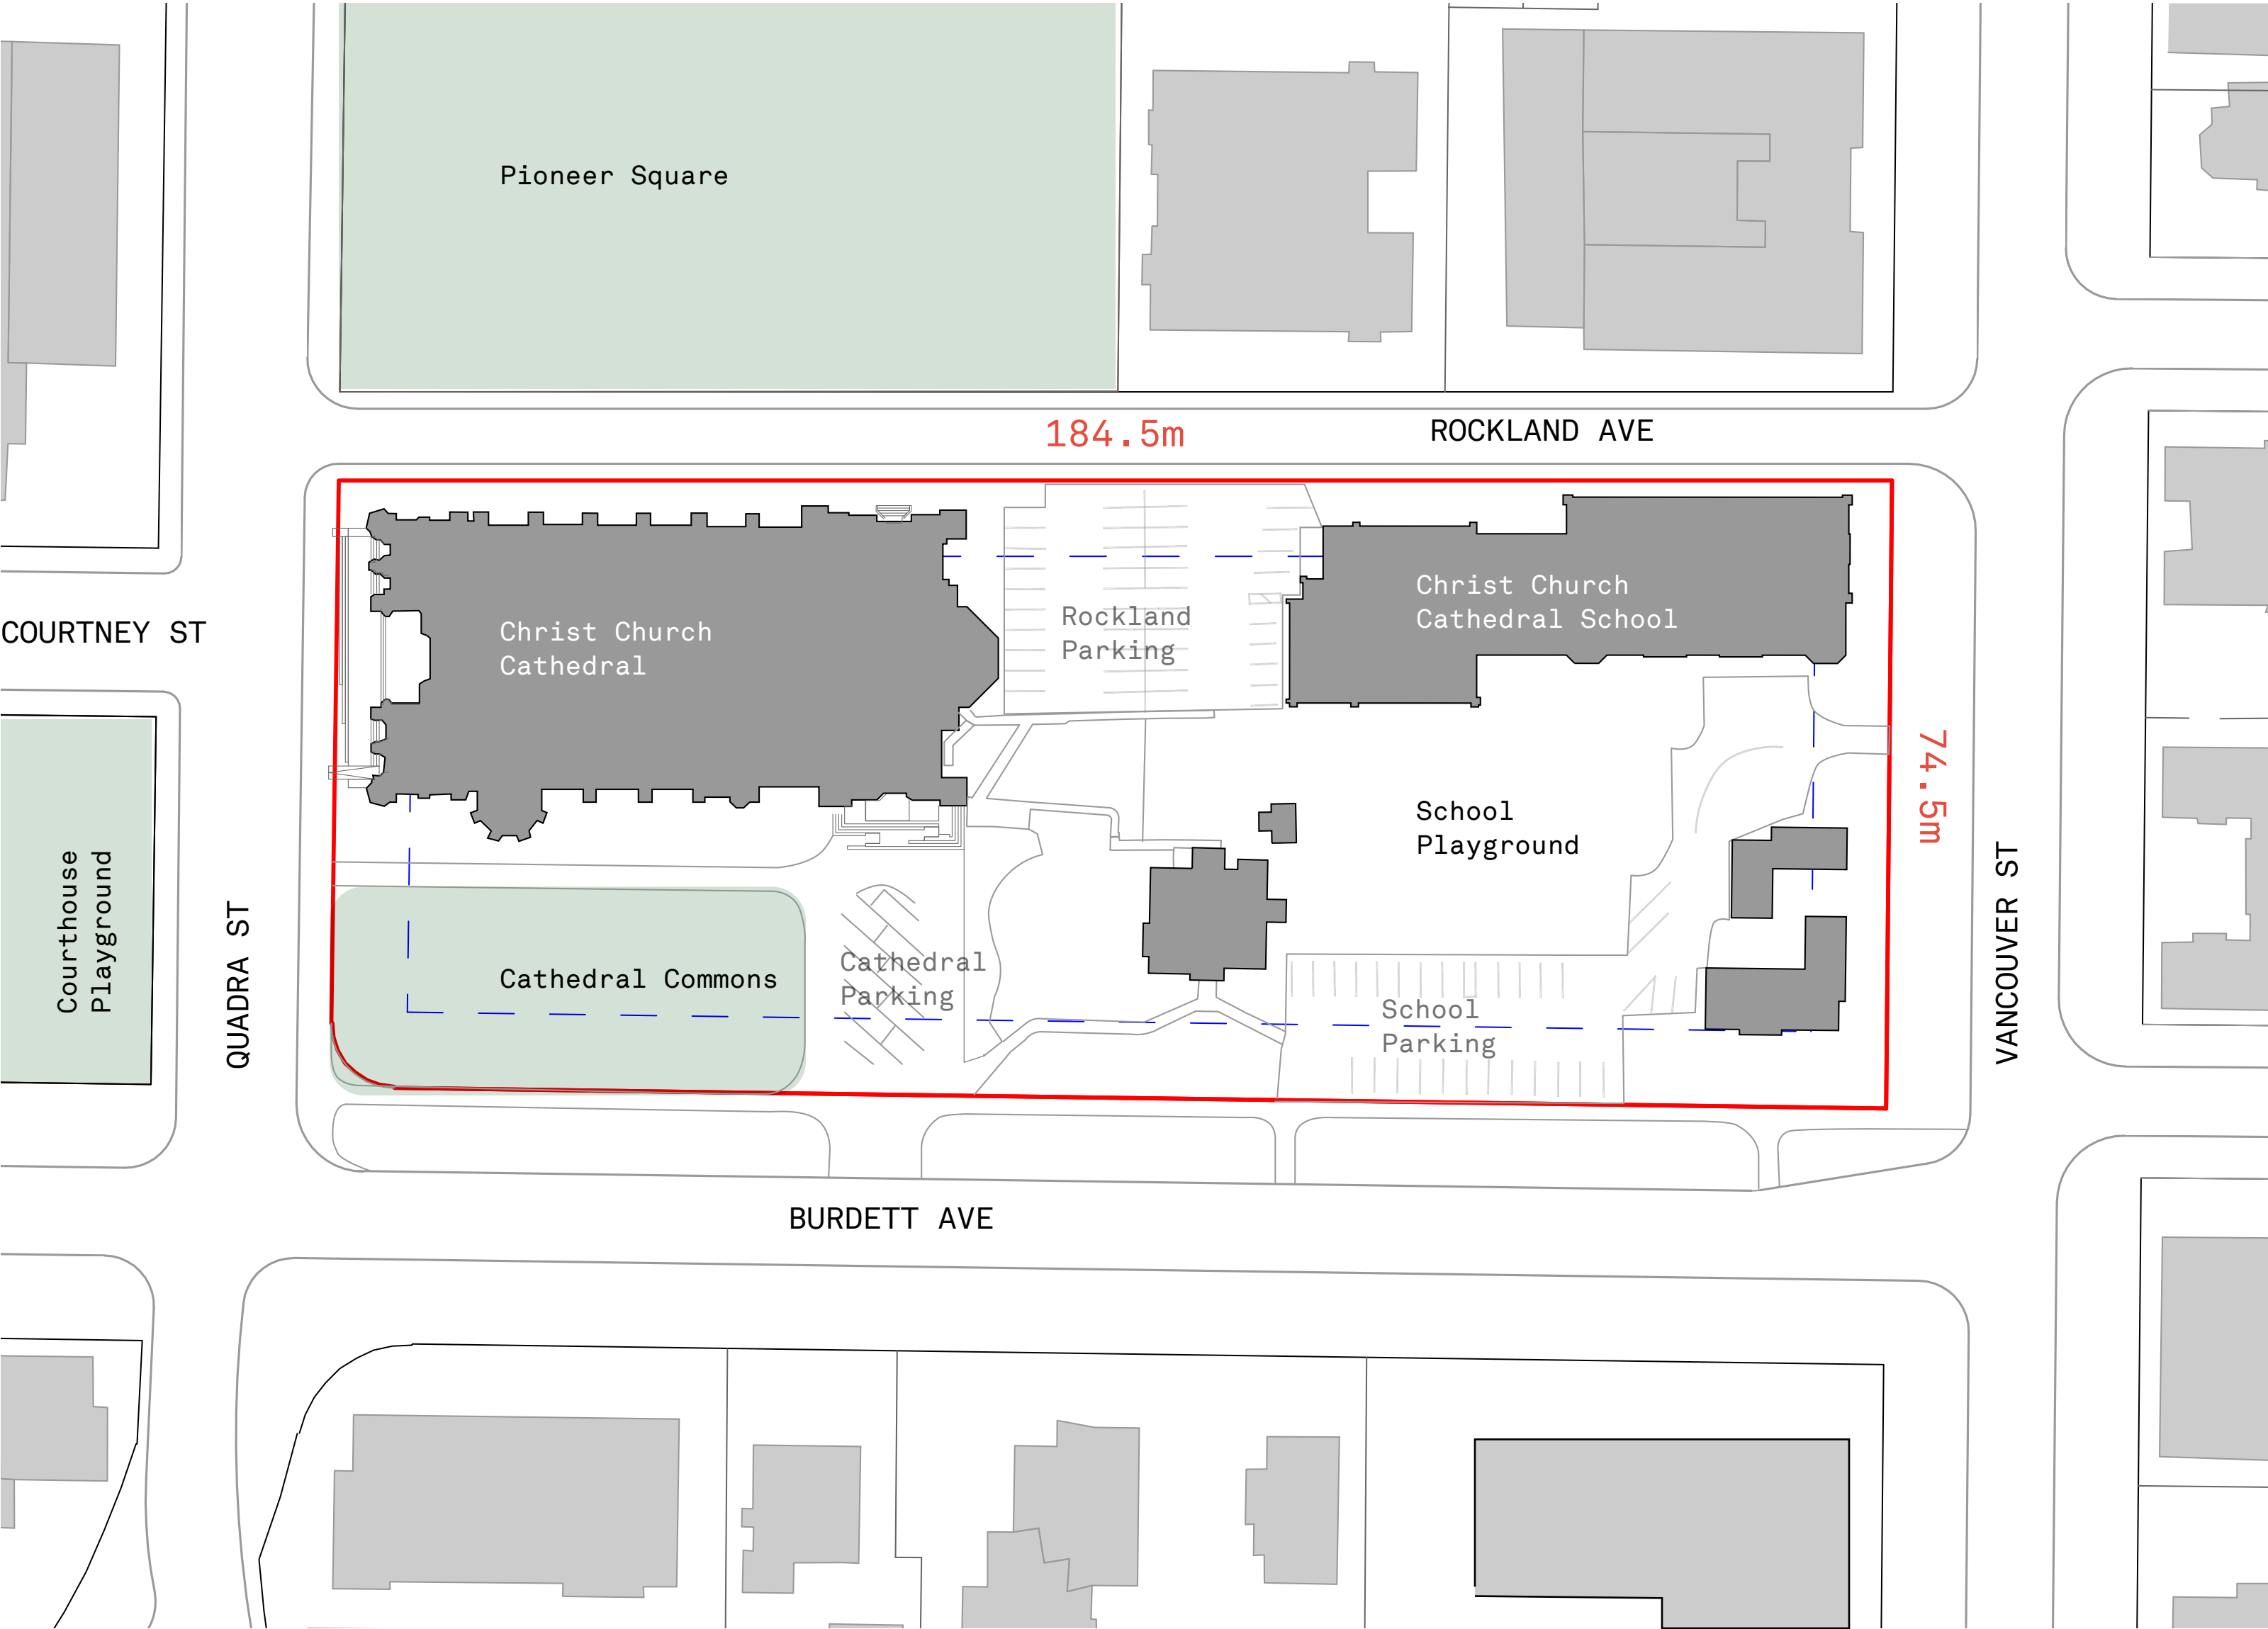 Pioneer Square
184.5m
ROCKLAND AVE
Christ Church
Cathedral School
Rockland
Parking
Christ Church
Cathedral
COURTNEY ST
74.5m
School
Playground
Courthouse
Playground
QUADRA ST
Cathedral Commons
Cathedral
Parking
School
Parking
VANCOUVER ST
BURDETT AVE